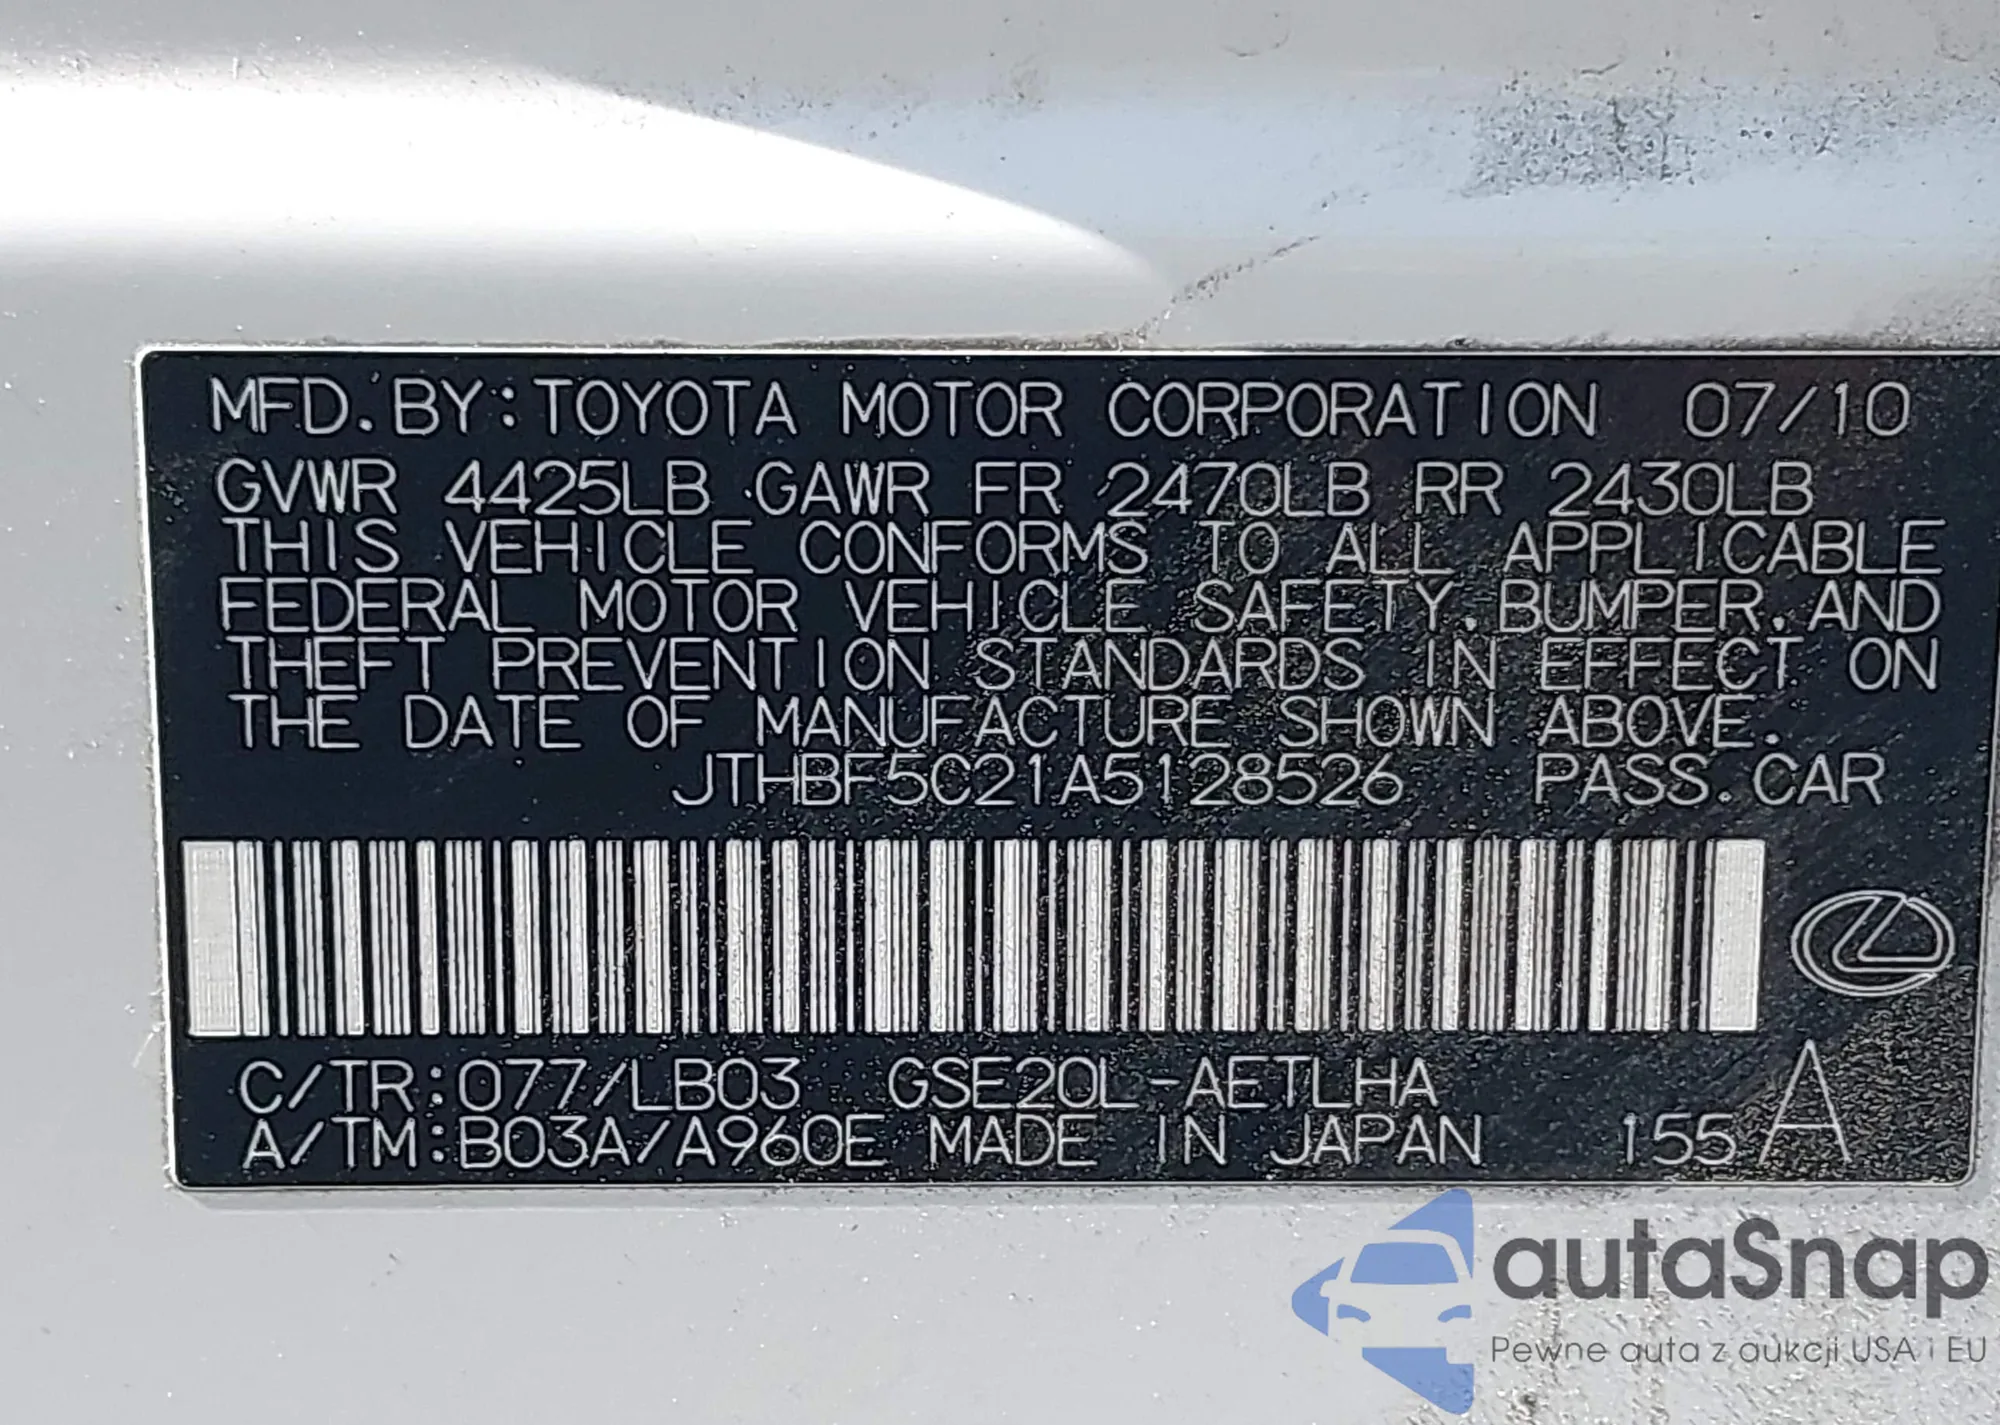 MFD.BY:TOYOTA MOTOR CORPORATION 07/10
GVWR 4425LB GAWR FR 2470LB RR 2430LB
THIS VEHICLE CONFORMS TO ALL APPLICABLE
FEDERAL MOTOR VEHICLE SAFETY,BUMPER,AND
THEFT PREVENTION STANDARDS IN EFFECT ON
THE DATE OF MANUFACTURE SHOWN ABOVE.
JTHBF5C21A5128526 PASS.CAR
C/TR:077/LB03 GSE20L-AETLHA
A/TM:B03A/A960E MADE IN JAPAN 155 A
autaSnap
Pewne auta z aukcji USA i EU